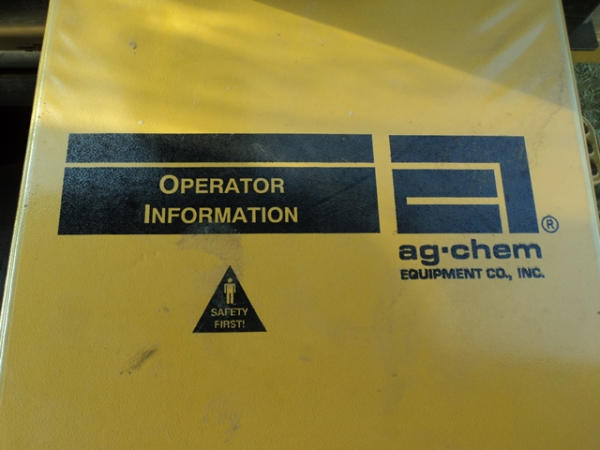 OPERATOR
INFORMATION
®
ag·chem
EQUIPMENT CO., INC.
SAFETY
FIRST!